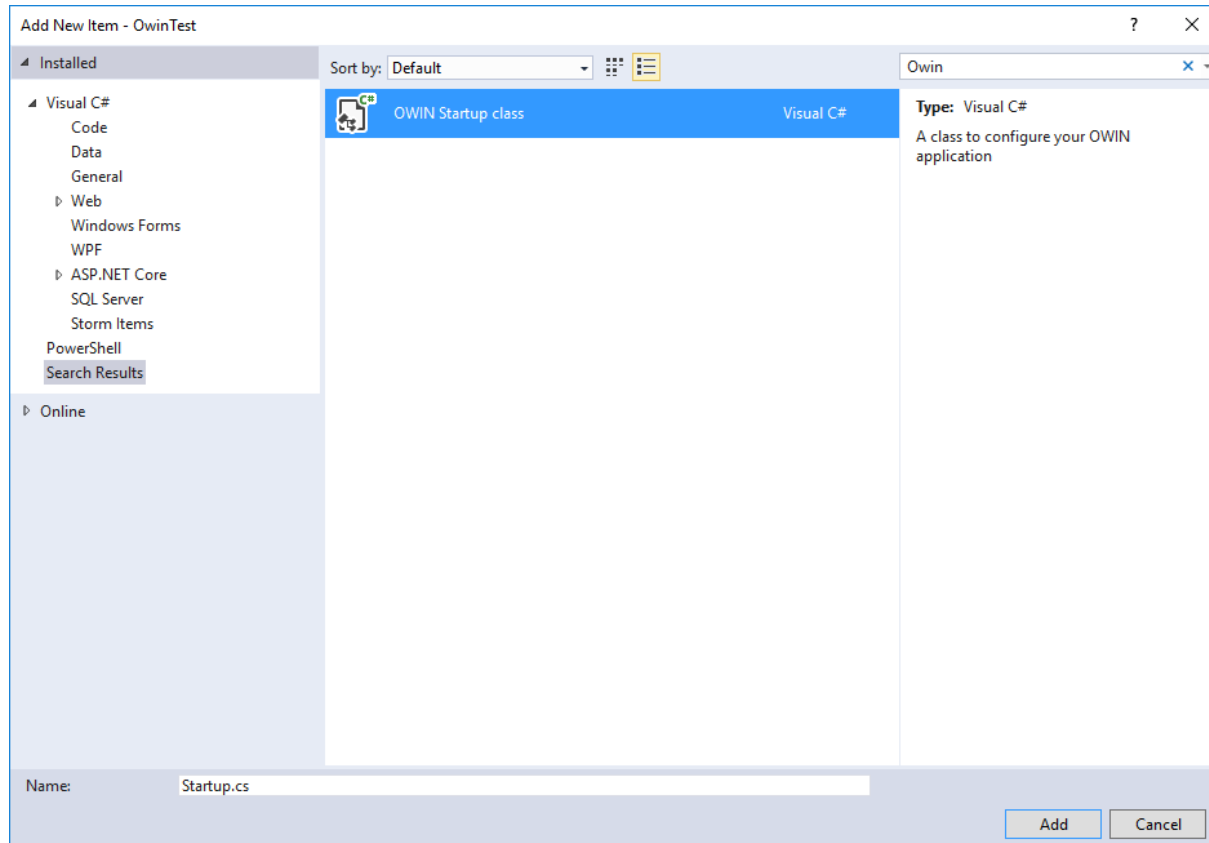 Add New Item - OwinTest
? 
Installed
Sort by: Default
Owin
Visual C#
Code
Data
General
Web
Windows Forms
WPF
ASP.NET Core
SQL Server
Storm Items
PowerShell
Search Results
Online
C#
OWIN Startup class Visual C#
Type: Visual C#
A class to configure your OWIN
application
Name: Startup.cs
Add Cancel